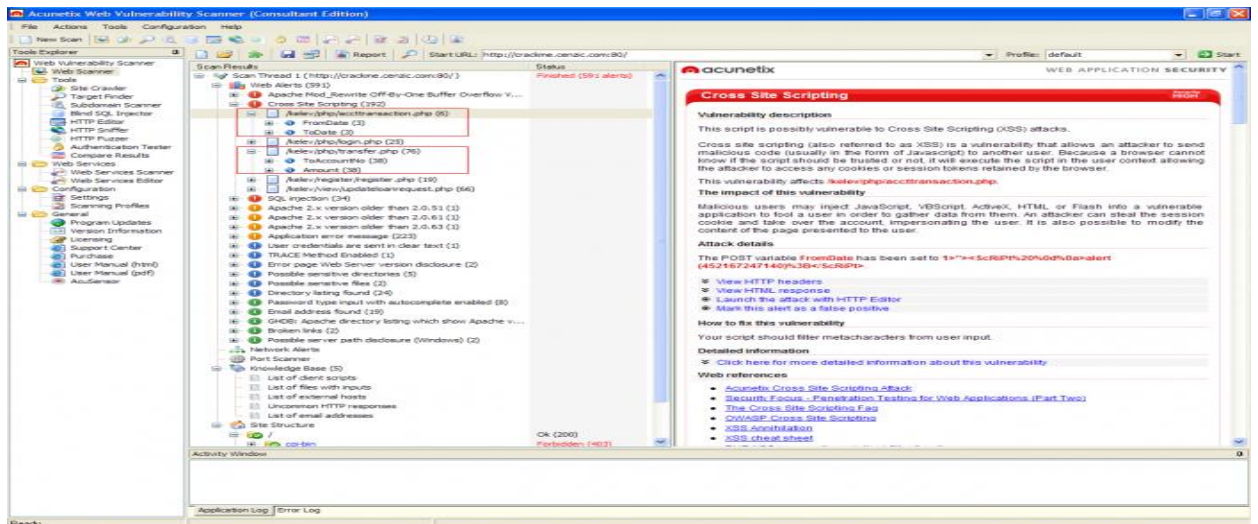 Acunetix Web Vulnerability Scanner (Consultant Edition)
File Actions Tools Configuration Help
New Scan
Tools Explorer
Report
Start URL: http://crackme.cenzic.com:80/
Profile: default
Start
Web Vulnerability Scanner
Web Scanner
Tools
Site Crawler
Target Finder
Subdomain Scanner
Blind SQL Injector
HTTP Editor
HTTP Sniffer
HTTP Fuzzer
Authentication Tester
Compare Results
Web Services
Web Services Scanner
Web Services Editor
Configuration
Settings
Scanning Profiles
General
Program Updates
Version Information
Licensing
Support Center
Purchase
User Manual (html)
User Manual (pdf)
AcuSensor
Scan Results
Status
Scan Thread 1 ( http://crackme.cenzic.com:80/ )
Finished (591 alerts)
Web Alerts (591)
Apache Mod_Rewrite Off-By-One Buffer Overflow V...
Cross Site Scripting (192)
/kelev/php/accttransaction.php (6)
FromDate (3)
ToDate (3)
/kelev/php/login.php (25)
/kelev/php/transfer.php (76)
ToAccountNo (38)
Amount (38)
/kelev/register/register.php (19)
/kelev/view/updateloanrequest.php (66)
SQL injection (34)
Apache 2.x version older than 2.0.51 (1)
Apache 2.x version older than 2.0.61 (1)
Apache 2.x version older than 2.0.63 (1)
Application error message (223)
User credentials are sent in clear text (1)
TRACE Method Enabled (1)
Error page Web Server version disclosure (2)
Possible sensitive directories (5)
Possible sensitive files (2)
Directory listing found (24)
Password type input with autocomplete enabled (8)
Email address found (19)
GHDB: Apache directory listing which show Apache v...
Broken links (2)
Possible server path disclosure (Windows) (2)
Network Alerts
Port Scanner
Knowledge Base (5)
List of client scripts
List of files with inputs
List of external hosts
Uncommon HTTP responses
List of email addresses
Site Structure
/
Ok (200)
cgi-bin
Forbidden (403)
acunetix
WEB APPLICATION SECURITY
Cross Site Scripting
HIGH
Vulnerability description
This script is possibly vulnerable to Cross Site Scripting (XSS) attacks.
Cross site scripting (also referred to as XSS) is a vulnerability that allows an attacker to send
malicious code (usually in the form of Javascript) to another user. Because a browser cannot
know if the script should be trusted or not, it will execute the script in the user context allowing
the attacker to access any cookies or session tokens retained by the browser.
This vulnerability affects /kelev/php/accttransaction.php.
The impact of this vulnerability
Malicious users may inject JavaScript, VBScript, ActiveX, HTML or Flash into a vulnerable
application to fool a user in order to gather data from them. An attacker can steal the session
cookie and take over the account, impersonating the user. It is also possible to modify the
content of the page presented to the user.
Attack details
The POST variable FromDate has been set to 1>"><ScRiPt%20%0d%0a>alert
(452167247140)%3B</ScRiPt>.
View HTTP headers
View HTML response
Launch the attack with HTTP Editor
Mark this alert as a false positive
How to fix this vulnerability
Your script should filter metacharacters from user input.
Detailed information
Click here for more detailed information about this vulnerability
Web references
Acunetix Cross Site Scripting Attack
Security Focus - Penetration Testing for Web Applications (Part Two)
The Cross Site Scripting Faq
OWASP Cross Site Scripting
XSS Annihilation
XSS cheat sheet
Activity Window
Application Log
Error Log
Ready